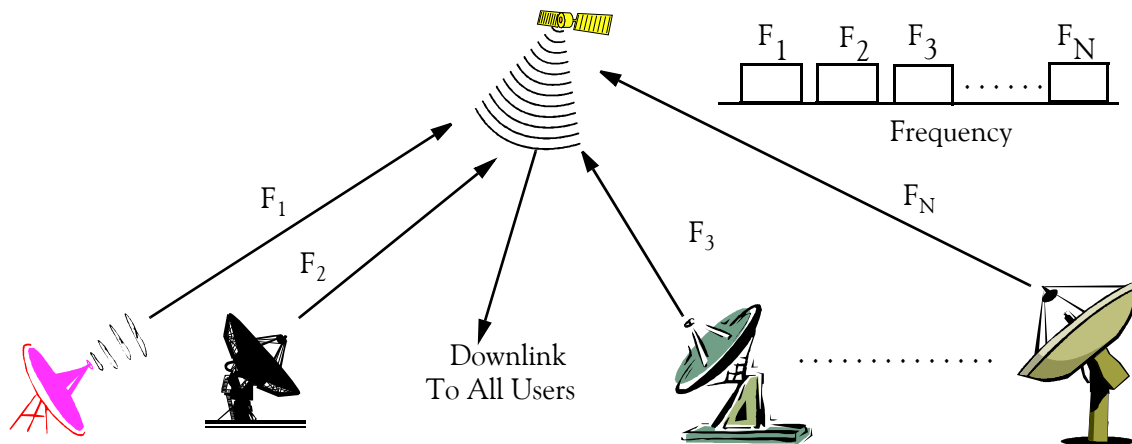 F1 F2 F3 FN
. . . . . .
Frequency
F1
F2
F3
FN
Downlink
To All Users